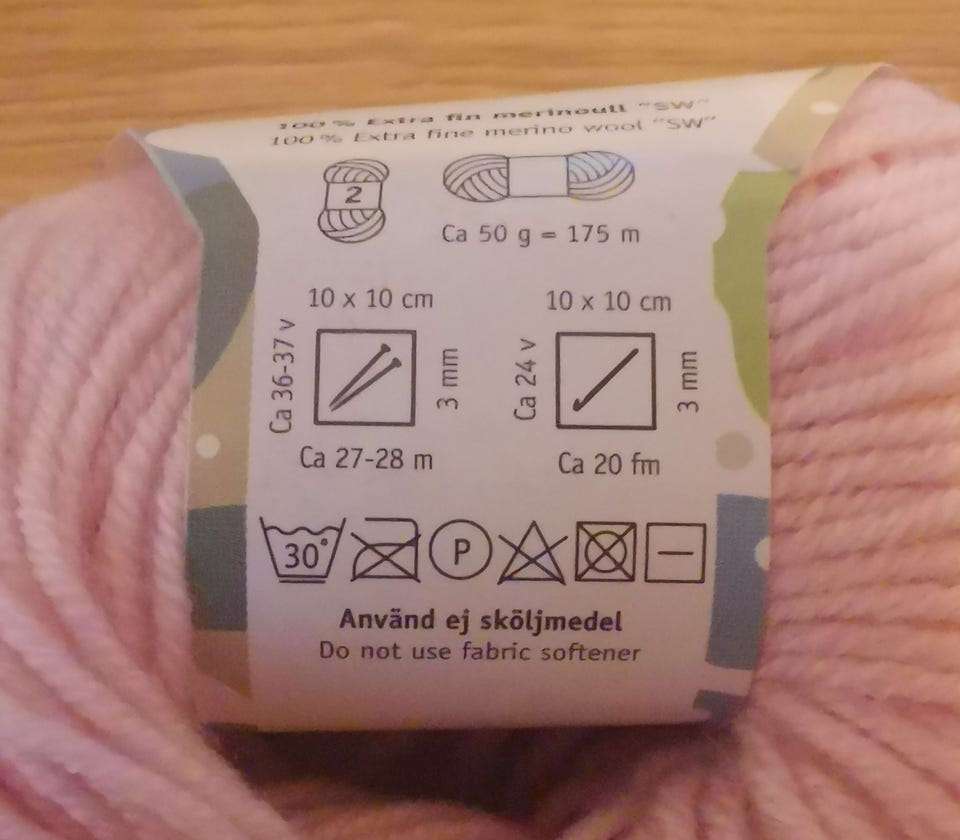 100 % Extra fin merinoull "SW"
100 % Extra fine merino wool "SW"
2
Ca 50 g = 175 m
10 x 10 cm
Ca 36-37 v
3 mm
Ca 27-28 m
10 x 10 cm
Ca 24 v
3 mm
Ca 20 fm
30°
P
Använd ej sköljmedel
Do not use fabric softener